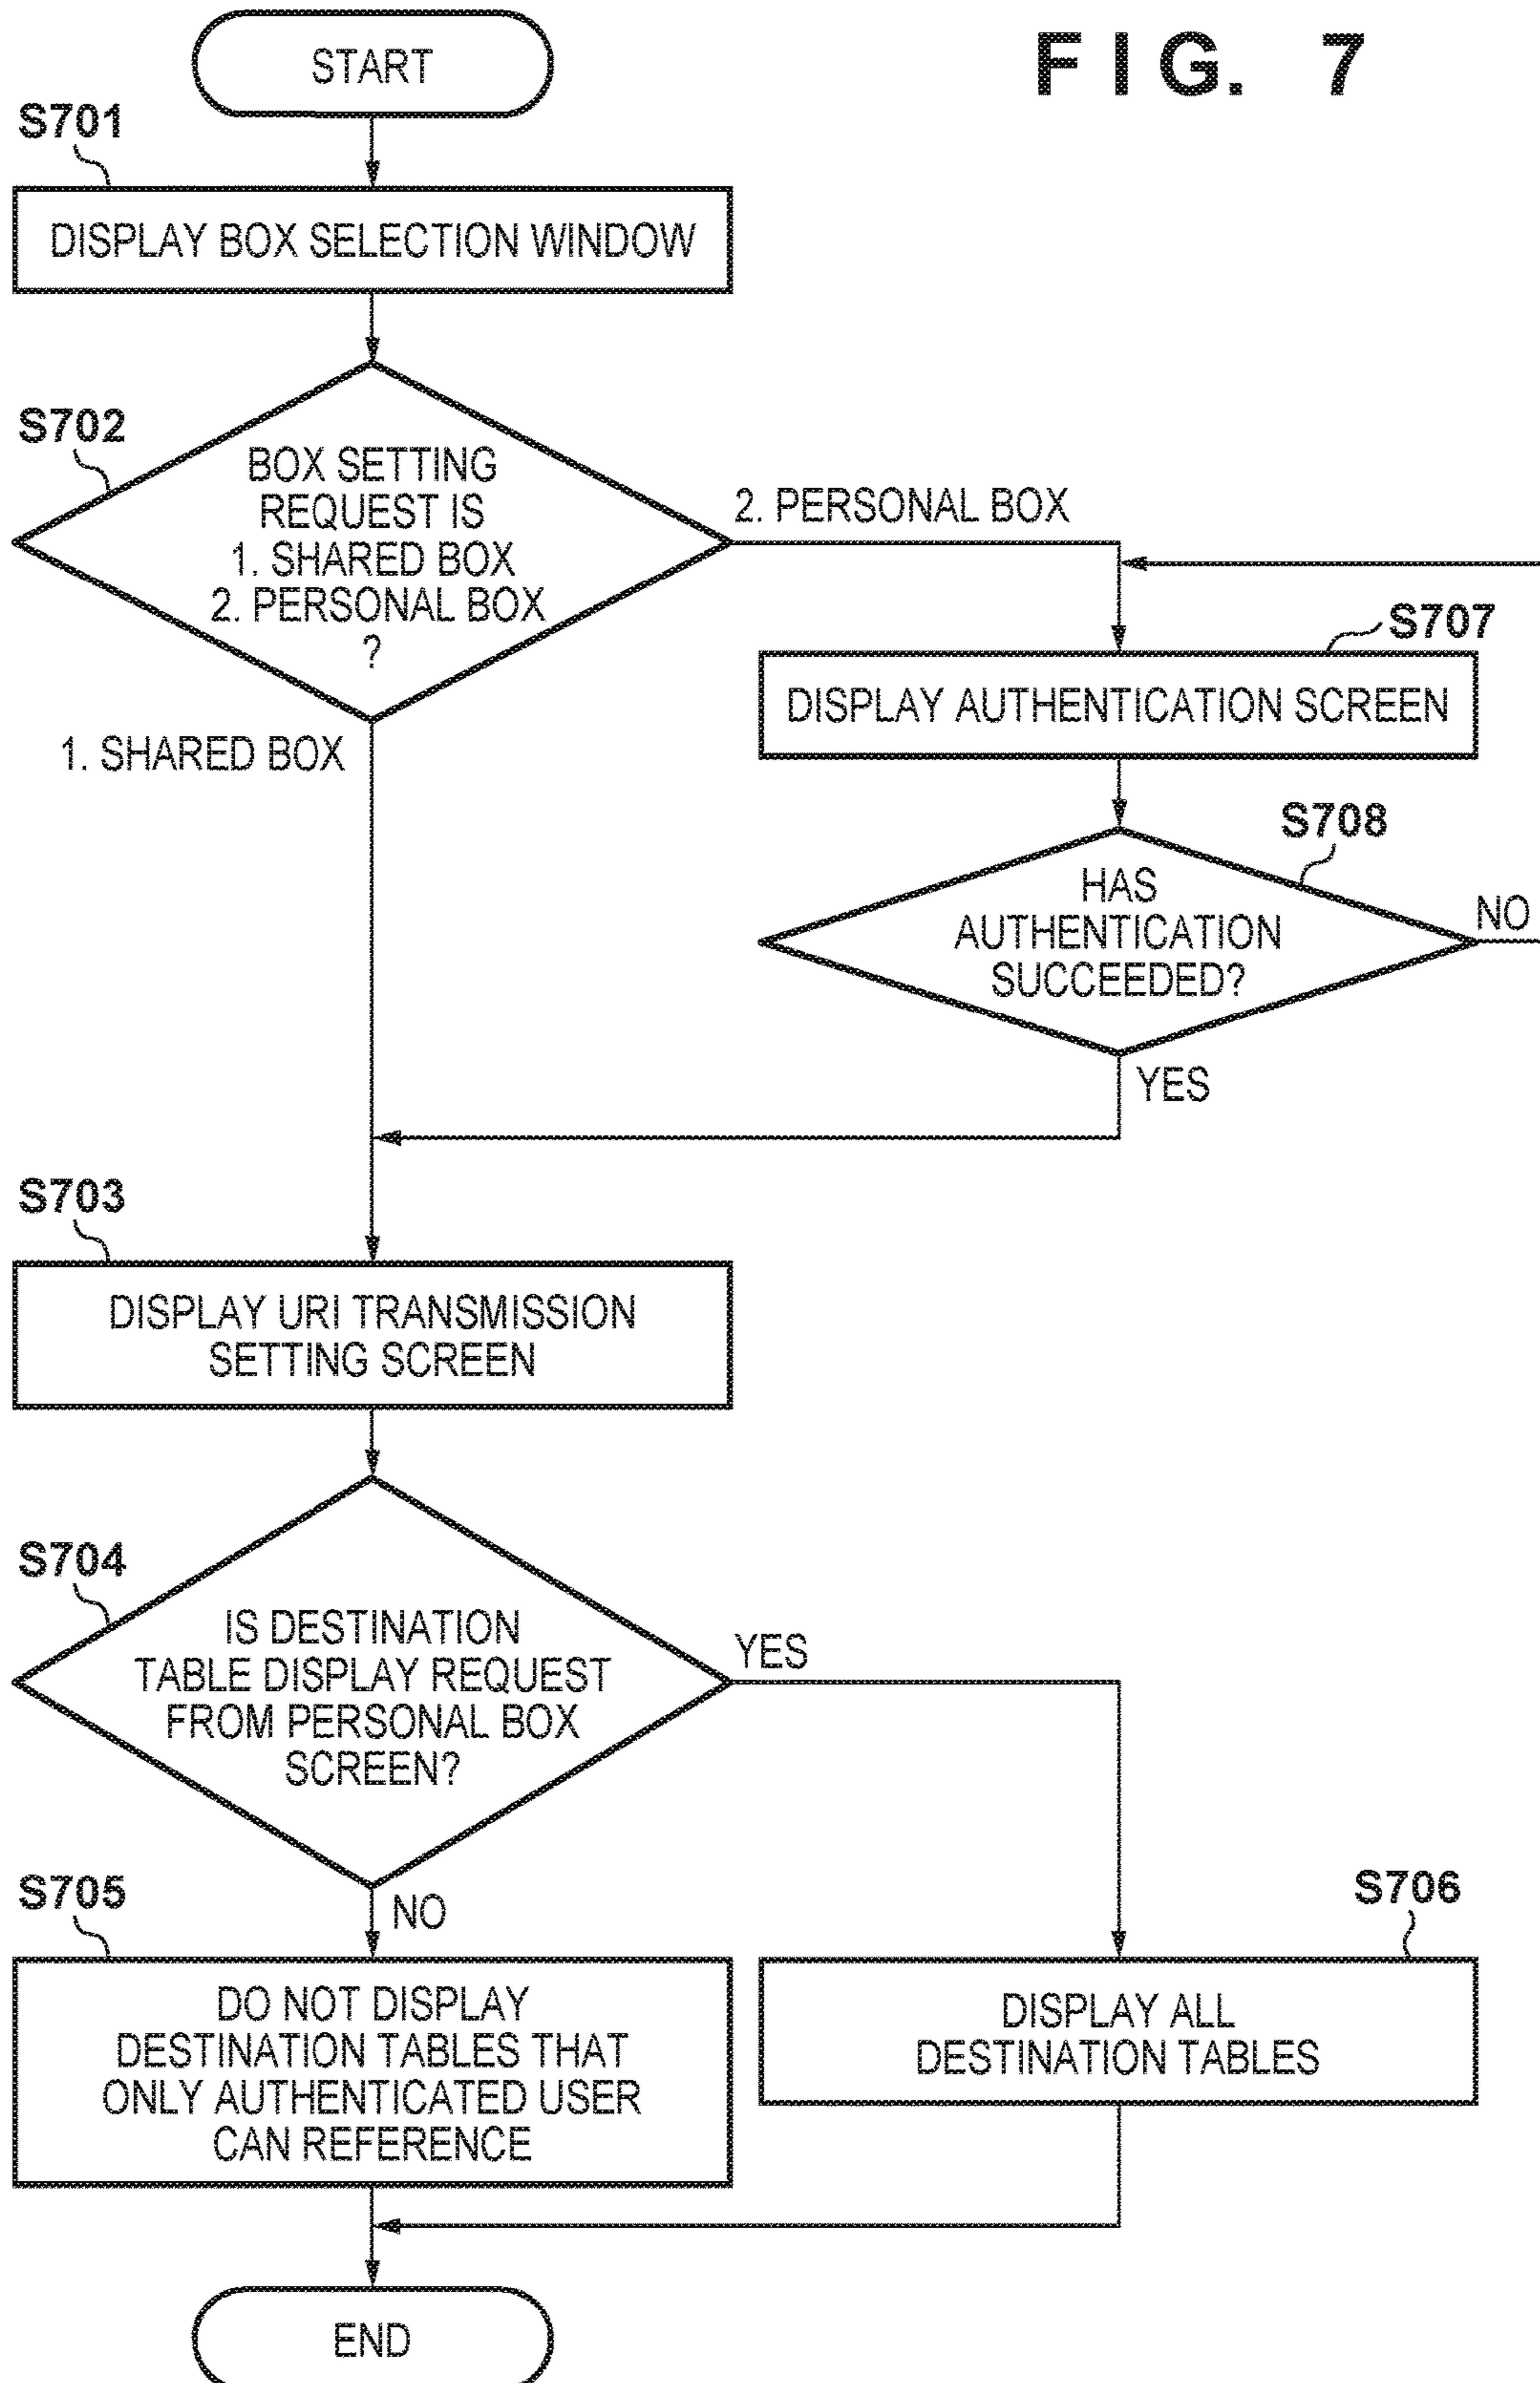 FIG. 7
START
S701
DISPLAY BOX SELECTION WINDOW
S702
BOX SETTING
REQUEST IS
1. SHARED BOX
2. PERSONAL BOX
?
2. PERSONAL BOX
1. SHARED BOX
S707
DISPLAY AUTHENTICATION SCREEN
S708
HAS
AUTHENTICATION
SUCCEEDED?
NO
YES
S703
DISPLAY URI TRANSMISSION
SETTING SCREEN
S704
IS DESTINATION
TABLE DISPLAY REQUEST
FROM PERSONAL BOX
SCREEN?
YES
NO
S705
DO NOT DISPLAY
DESTINATION TABLES THAT
ONLY AUTHENTICATED USER
CAN REFERENCE
S706
DISPLAY ALL
DESTINATION TABLES
END